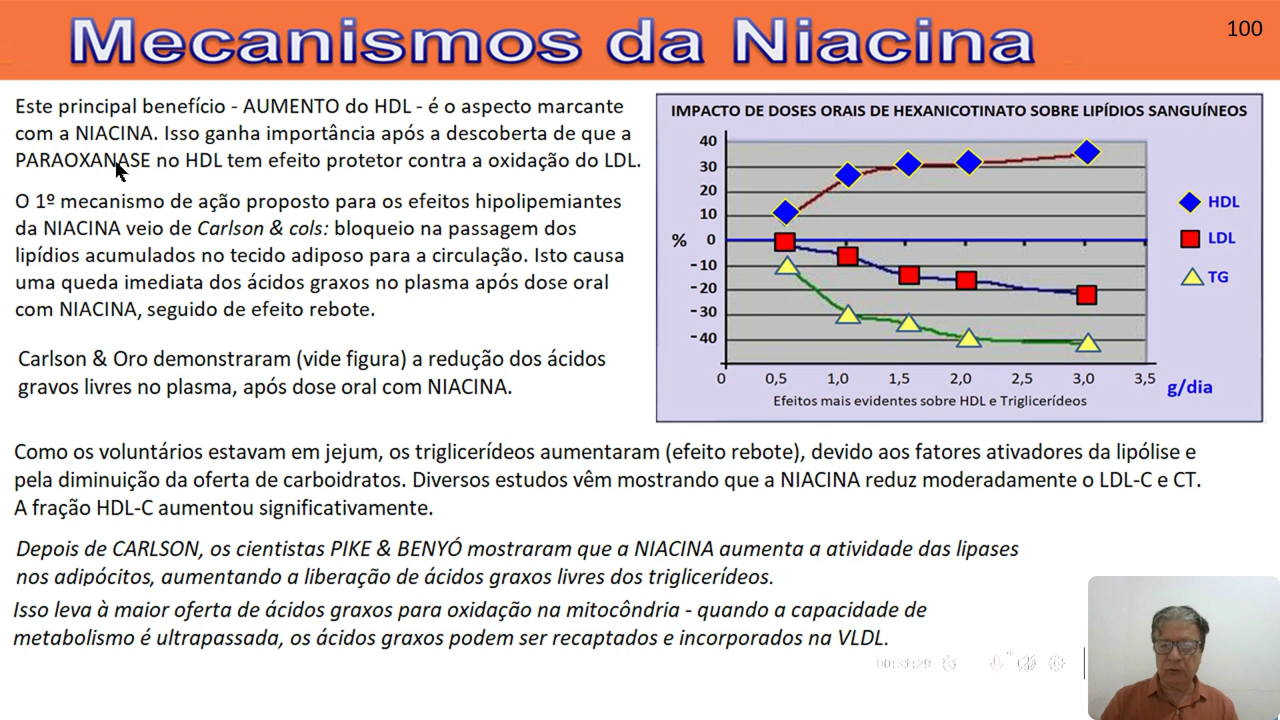 Mecanismos da Niacina
100
Este principal benefício - AUMENTO do HDL - é o aspecto marcante
com a NIACINA. Isso ganha importância após a descoberta de que a
PARAOXANASE no HDL tem efeito protetor contra a oxidação do LDL.
O 1º mecanismo de ação proposto para os efeitos hipolipemiantes
da NIACINA veio de Carlson & cols: bloqueio na passagem dos
lipídios acumulados no tecido adiposo para a circulação. Isto causa
uma queda imediata dos ácidos graxos no plasma após dose oral
com NIACINA, seguido de efeito rebote.
Carlson & Oro demonstraram (vide figura) a redução dos ácidos
gravos livres no plasma, após dose oral com NIACINA.
IMPACTO DE DOSES ORAIS DE HEXANICOTINATO SOBRE LIPÍDIOS SANGUÍNEOS
40
30
20
10
% 0
-10
-20
-30
-40
0 0,5 1,0 1,5 2,0 2,5 3,0 3,5 g/dia
Efeitos mais evidentes sobre HDL e Triglicerídeos
HDL
LDL
TG
Como os voluntários estavam em jejum, os triglicerídeos aumentaram (efeito rebote), devido aos fatores ativadores da lipólise e
pela diminuição da oferta de carboidratos. Diversos estudos vêm mostrando que a NIACINA reduz moderadamente o LDL-C e CT.
A fração HDL-C aumentou significativamente.
Depois de CARLSON, os cientistas PIKE & BENYÓ mostraram que a NIACINA aumenta a atividade das lipases
nos adipócitos, aumentando a liberação de ácidos graxos livres dos triglicerídeos.
Isso leva à maior oferta de ácidos graxos para oxidação na mitocôndria - quando a capacidade de
metabolismo é ultrapassada, os ácidos graxos podem ser recaptados e incorporados na VLDL.
00:31:29